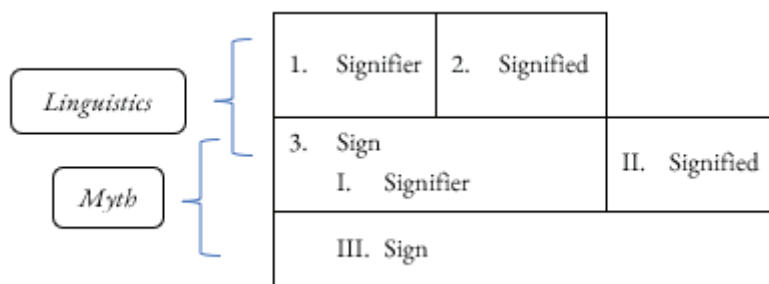 1. Signifier
2. Signified
Linguistics
3. Sign
I. Signifier
II. Signified
Myth
III. Sign